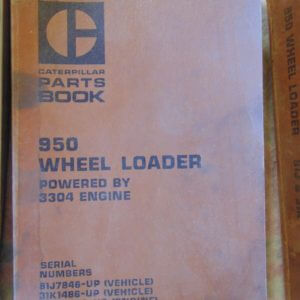 CATERPILLAR
PARTS
BOOK
950
WHEEL LOADER
POWERED BY
3304 ENGINE
SERIAL
NUMBERS
81J7846-UP (VEHICLE)
31K1486-UP (VEHICLE)
950 WHEEL LOADER